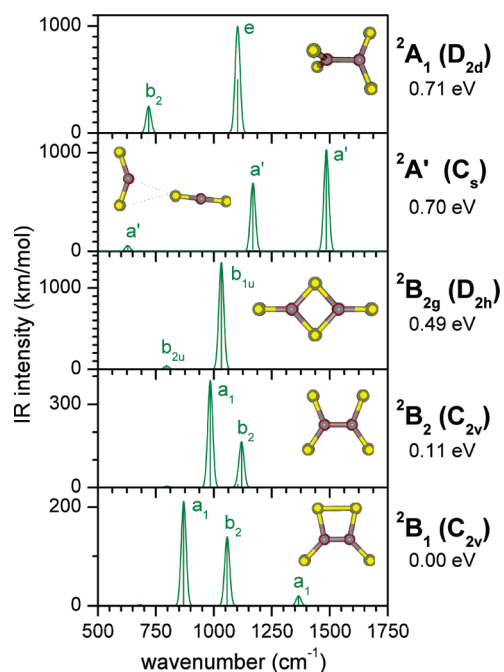 IR intensity (km/mol)
1000
0
b₂
e
²A₁ (D₂d)
0.71 eV
1000
0
a'
a'
a'
²A' (Cₛ)
0.70 eV
1000
0
b₂ᵤ
b₁ᵤ
²B₂g (D₂h)
0.49 eV
300
0
a₁
b₂
²B₂ (C₂ᵥ)
0.11 eV
200
0
a₁
b₂
a₁
²B₁ (C₂ᵥ)
0.00 eV
500 750 1000 1250 1500 1750
wavenumber (cm⁻¹)